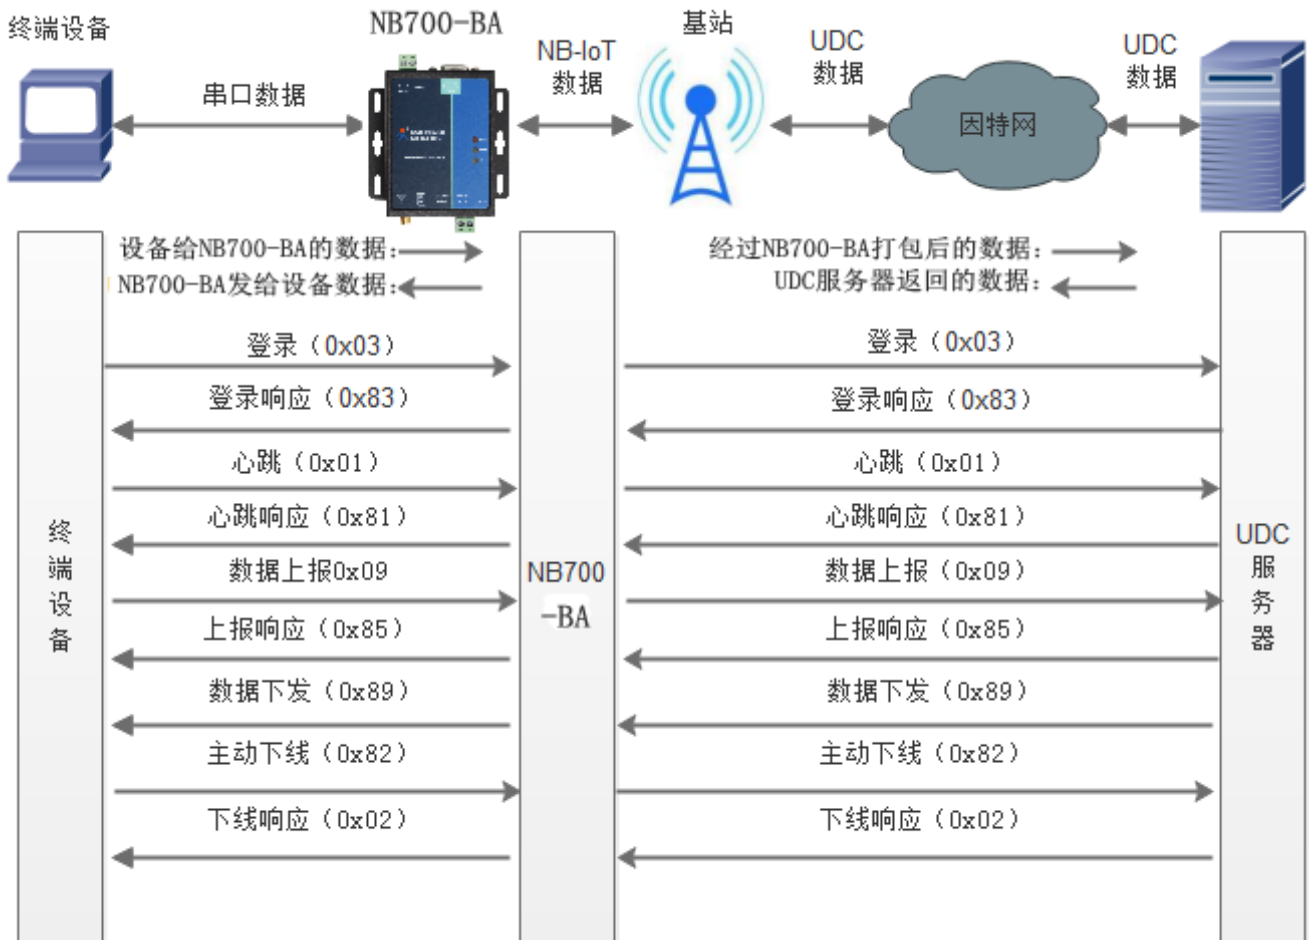 终端设备
NB700-BA
基站
NB-IoT
数据
UDC
数据
UDC
数据
串口数据
因特网
设备给NB700-BA的数据:
经过NB700-BA打包后的数据:
NB700-BA发给设备数据:
UDC服务器返回的数据:
登录（0x03）
登录（0x03）
登录响应（0x83）
登录响应（0x83）
心跳（0x01）
心跳（0x01）
心跳响应（0x81）
心跳响应（0x81）
数据上报0x09
数据上报（0x09）
上报响应（0x85）
上报响应（0x85）
数据下发（0x89）
数据下发（0x89）
主动下线（0x82）
主动下线（0x82）
下线响应（0x02）
下线响应（0x02）
终
端
设
备
NB700
-BA
UDC
服
务
器